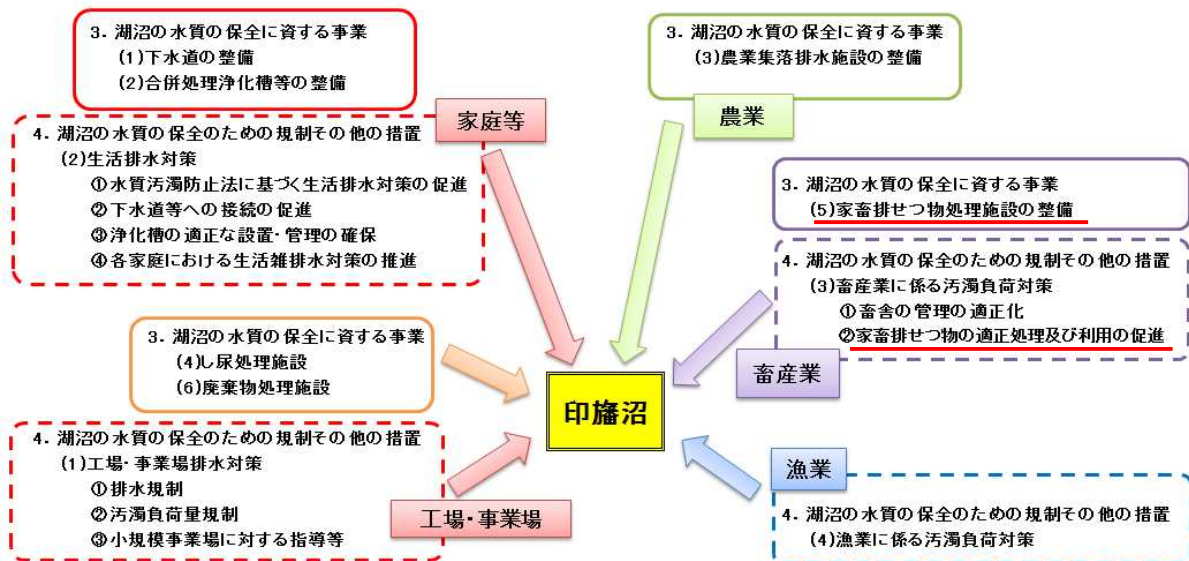 3. 湖沼の水質の保全に資する事業
(1)下水道の整備
(2)合併処理浄化槽等の整備
家庭等
4. 湖沼の水質の保全のための規制その他の措置
(2)生活排水対策
①水質汚濁防止法に基づく生活排水対策の促進
②下水道等への接続の促進
③浄化槽の適正な設置・管理の確保
④各家庭における生活雑排水対策の推進
3. 湖沼の水質の保全に資する事業
(4)し尿処理施設
(6)廃棄物処理施設
4. 湖沼の水質の保全のための規制その他の措置
(1)工場・事業場排水対策
①排水規制
②汚濁負荷量規制
③小規模事業場に対する指導等
工場・事業場
印旛沼
3. 湖沼の水質の保全に資する事業
(3)農業集落排水施設の整備
農業
3. 湖沼の水質の保全に資する事業
(5)家畜排せつ物処理施設の整備
4. 湖沼の水質の保全のための規制その他の措置
(3)畜産業に係る汚濁負荷対策
①畜舎の管理の適正化
②家畜排せつ物の適正処理及び利用の促進
畜産業
漁業
4. 湖沼の水質の保全のための規制その他の措置
(4)漁業に係る汚濁負荷対策